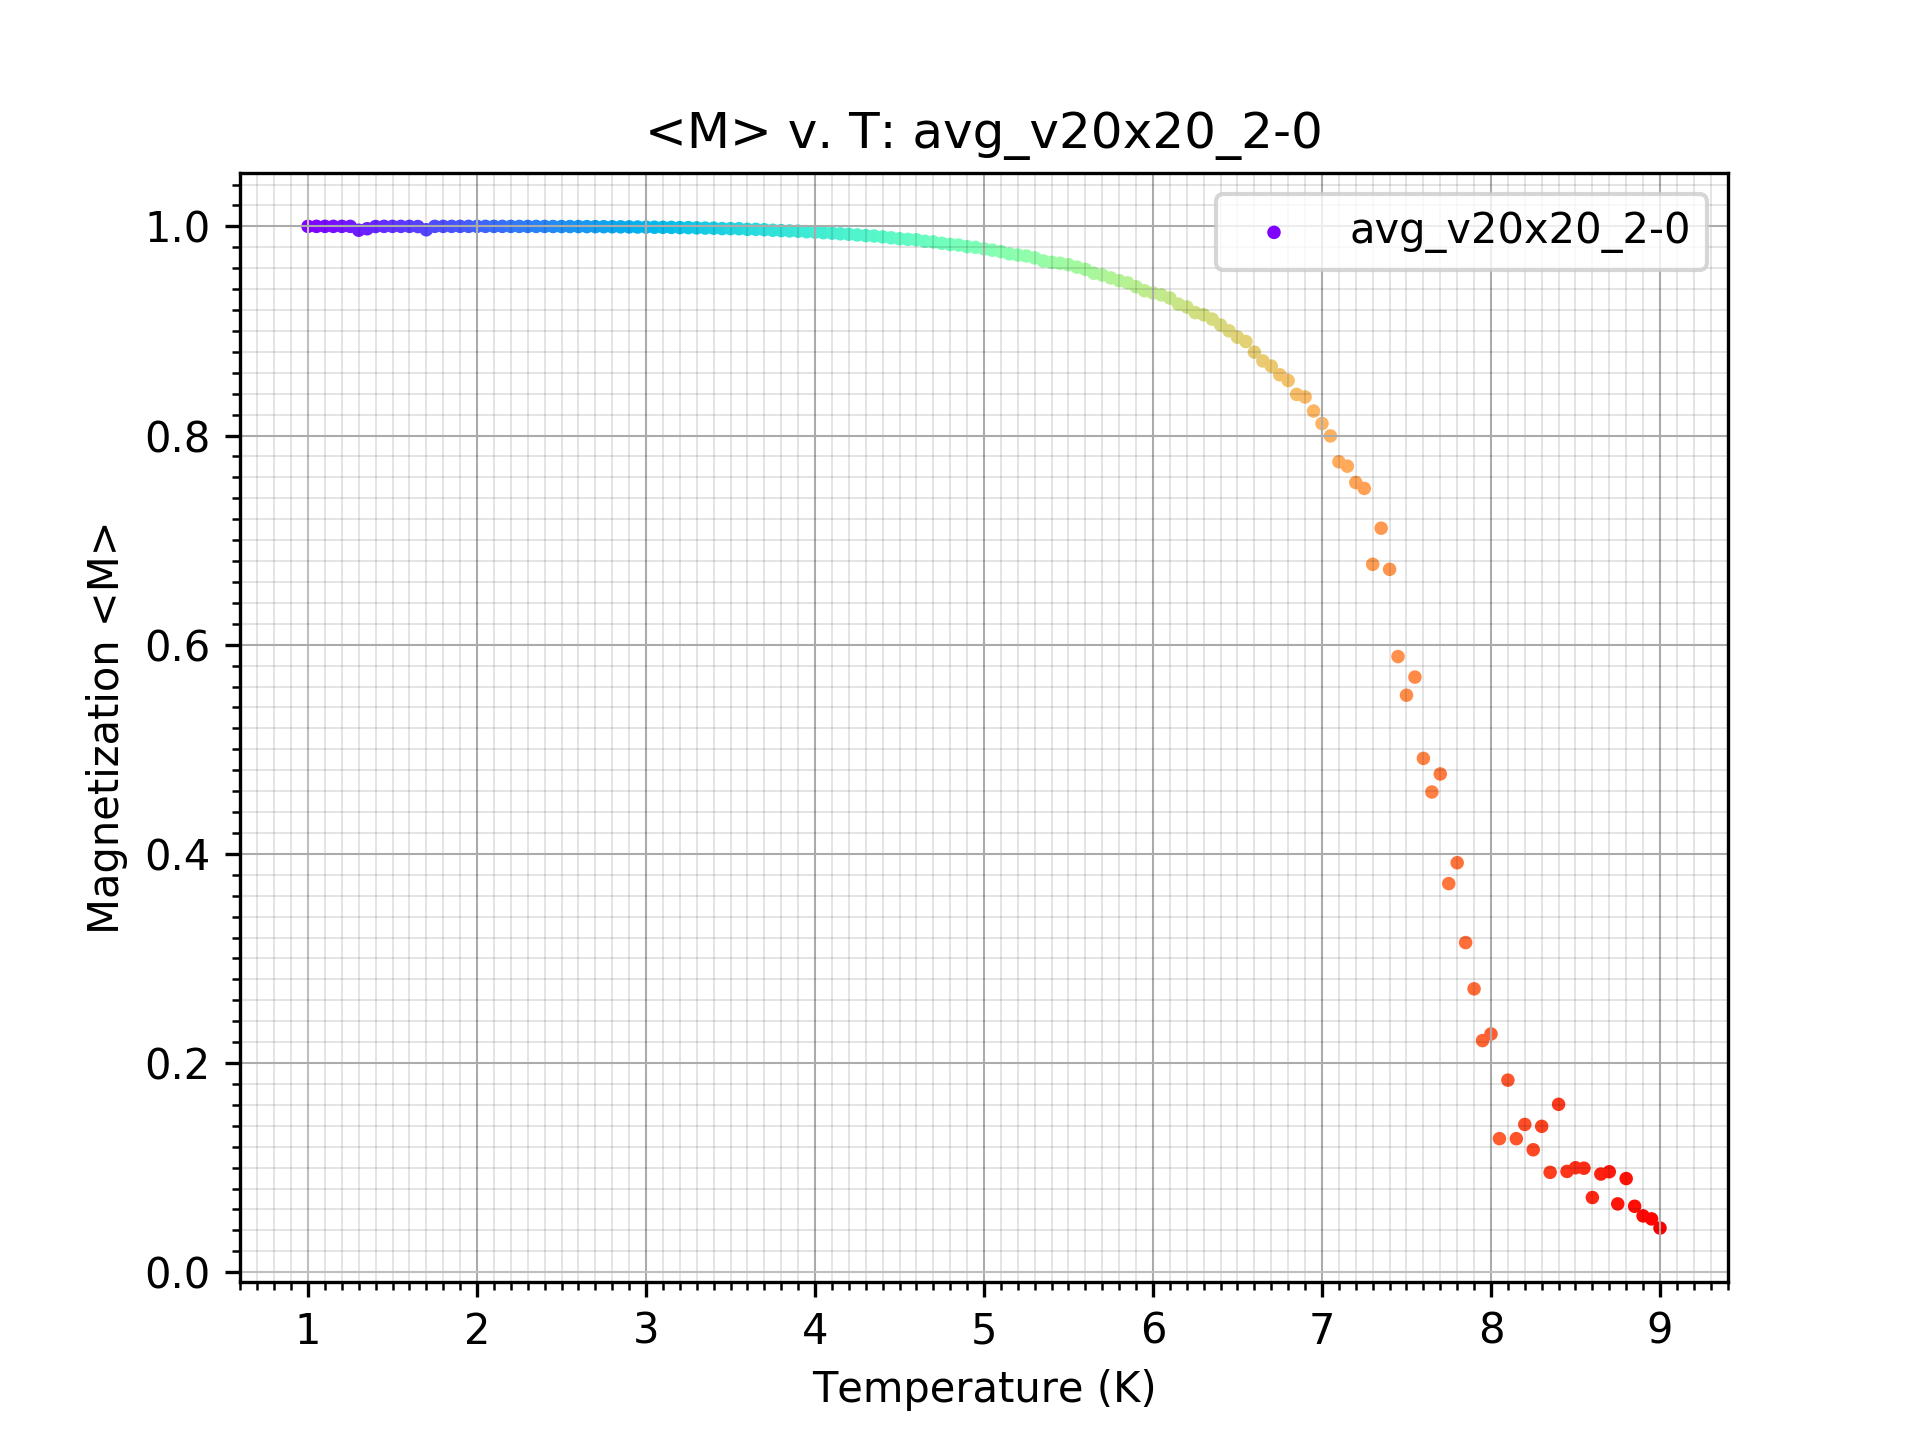 <M> v. T: avg_v20x20_2-0
avg_v20x20_2-0
Magnetization <M>
1.0
0.8
0.6
0.4
0.2
0.0
1 2 3 4 5 6 7 8 9
Temperature (K)